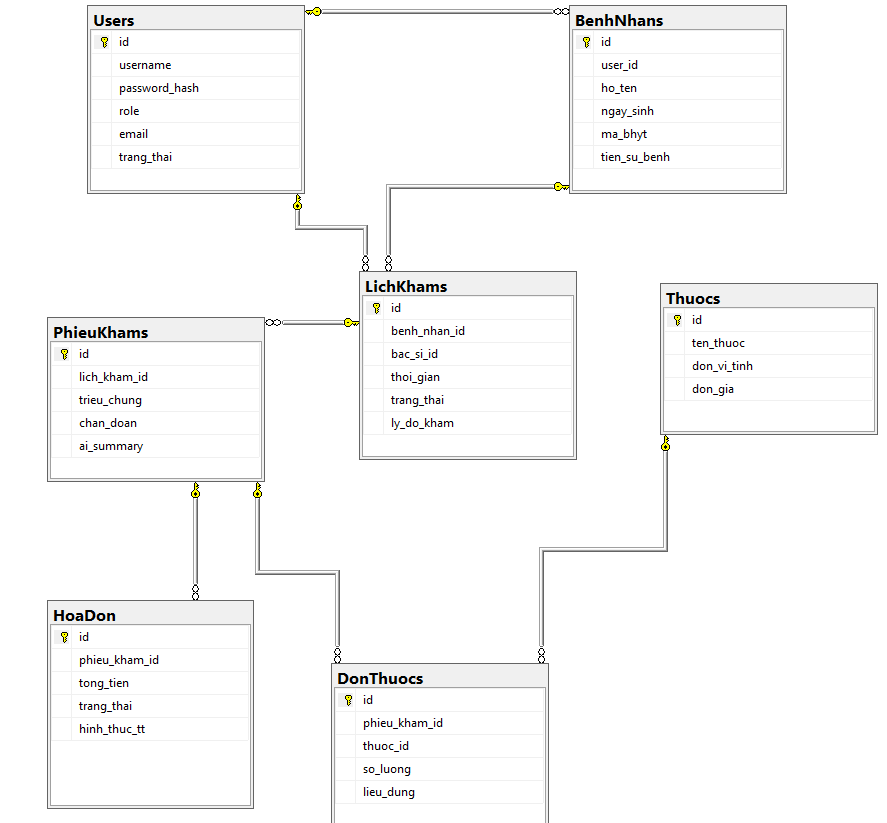 Users
id
username
password_hash
role
email
trang_thai
BenhNhans
id
user_id
ho_ten
ngay_sinh
ma_bhyt
tien_su_benh
LichKhams
id
benh_nhan_id
bac_si_id
thoi_gian
trang_thai
ly_do_kham
Thuocs
id
ten_thuoc
don_vi_tinh
don_gia
PhieuKhams
id
lich_kham_id
trieu_chung
chan_doan
ai_summary
HoaDon
id
phieu_kham_id
tong_tien
trang_thai
hinh_thuc_tt
DonThuocs
id
phieu_kham_id
thuoc_id
so_luong
lieu_dung